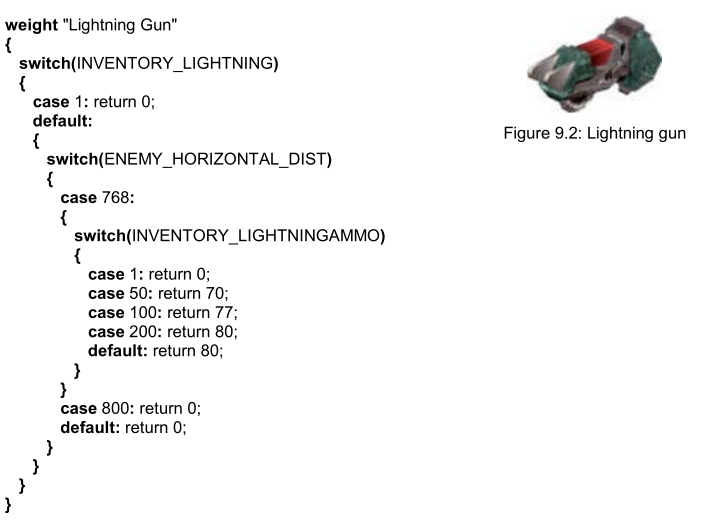 weight "Lightning Gun"
{
switch(INVENTORY_LIGHTNING)
{
case 1: return 0;
default:
{
switch(ENEMY_HORIZONTAL_DIST)
{
case 768:
{
switch(INVENTORY_LIGHTNINGAMMO)
{
case 1: return 0;
case 50: return 70;
case 100: return 77;
case 200: return 80;
default: return 80;
}
}
case 800: return 0;
default: return 0;
}
}
}
}
Figure 9.2: Lightning gun